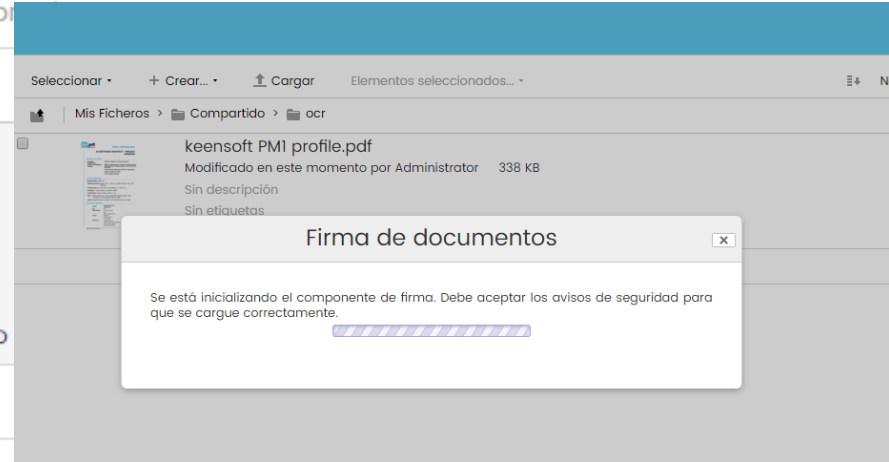 Seleccionar + Crear... Cargar Elementos seleccionados... N
Mis Ficheros > Compartido > ocr
keensoft PM1 profile.pdf
Modificado en este momento por Administrator 338 KB
Sin descripción
Sin etiquetas
Firma de documentos
Se está inicializando el componente de firma. Debe aceptar los avisos de seguridad para
que se cargue correctamente.